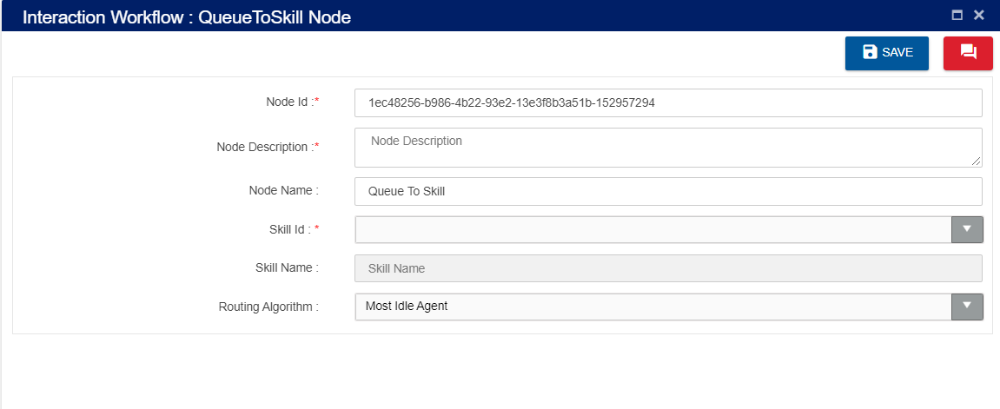 Interaction Workflow : QueueToSkill Node
SAVE
Node Id :* 1ec48256-b986-4b22-93e2-13e3f8b3a51b-152957294
Node Description :* Node Description
Node Name : Queue To Skill
Skill Id : *
Skill Name : Skill Name
Routing Algorithm : Most Idle Agent